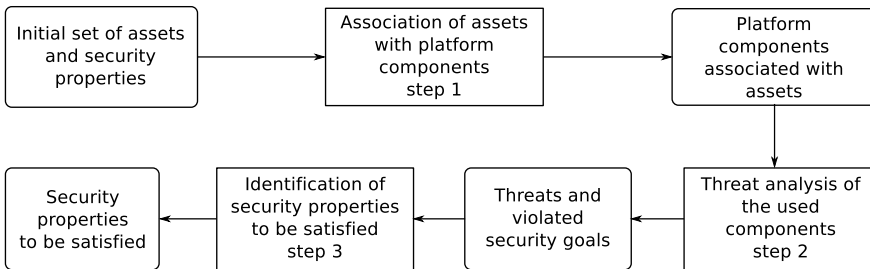 Initial set of assets
and security
properties
Association of assets
with platform
components
step 1
Platform
components
associated with
assets
Threat analysis of
the used
components
step 2
Threats and
violated
security goals
Identification of
security properties
to be satisfied
step 3
Security
properties
to be satisfied